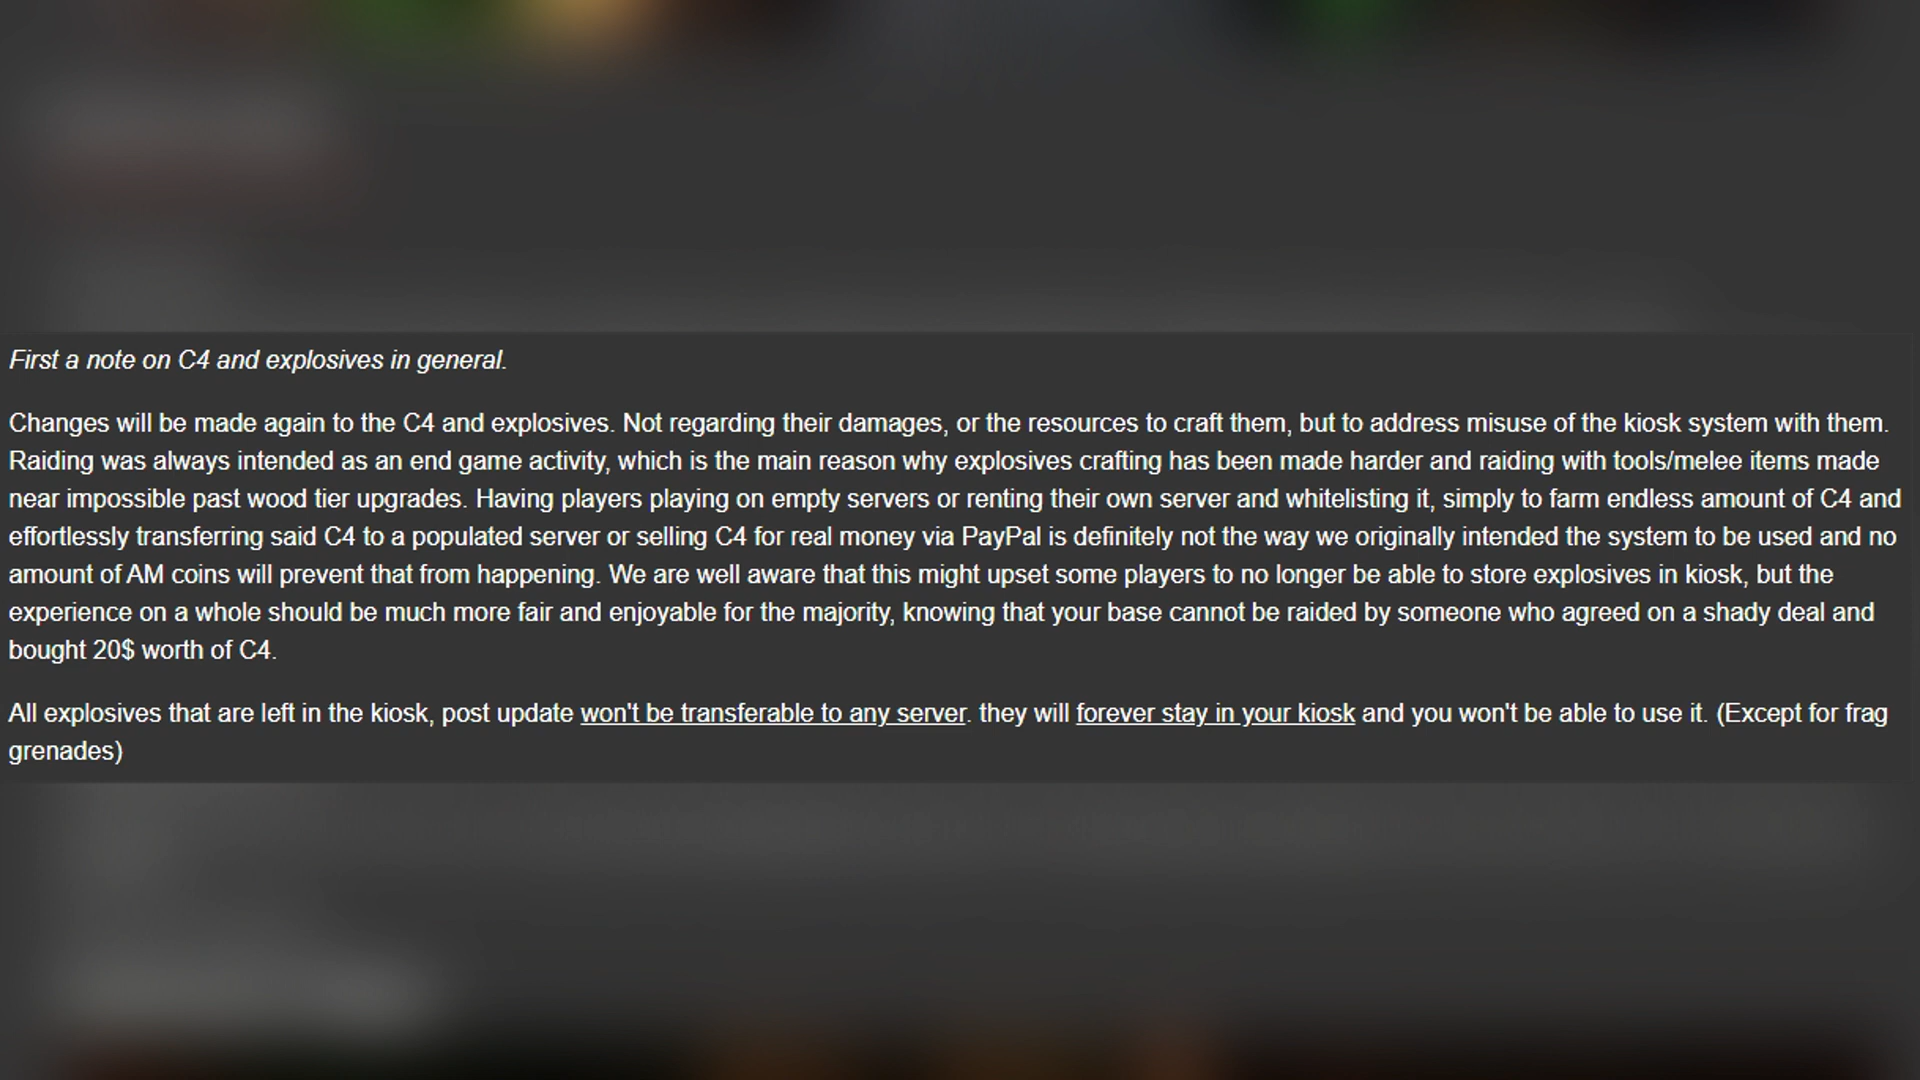 First a note on C4 and explosives in general.
Changes will be made again to the C4 and explosives. Not regarding their damages, or the resources to craft them, but to address misuse of the kiosk system with them.
Raiding was always intended as an end game activity, which is the main reason why explosives crafting has been made harder and raiding with tools/melee items made
near impossible past wood tier upgrades. Having players playing on empty servers or renting their own server and whitelisting it, simply to farm endless amount of C4 and
effortlessly transferring said C4 to a populated server or selling C4 for real money via PayPal is definitely not the way we originally intended the system to be used and no
amount of AM coins will prevent that from happening. We are well aware that this might upset some players to no longer be able to store explosives in kiosk, but the
experience on a whole should be much more fair and enjoyable for the majority, knowing that your base cannot be raided by someone who agreed on a shady deal and
bought 20$ worth of C4.
All explosives that are left in the kiosk, post update won't be transferable to any server. they will forever stay in your kiosk and you won't be able to use it. (Except for frag
grenades)